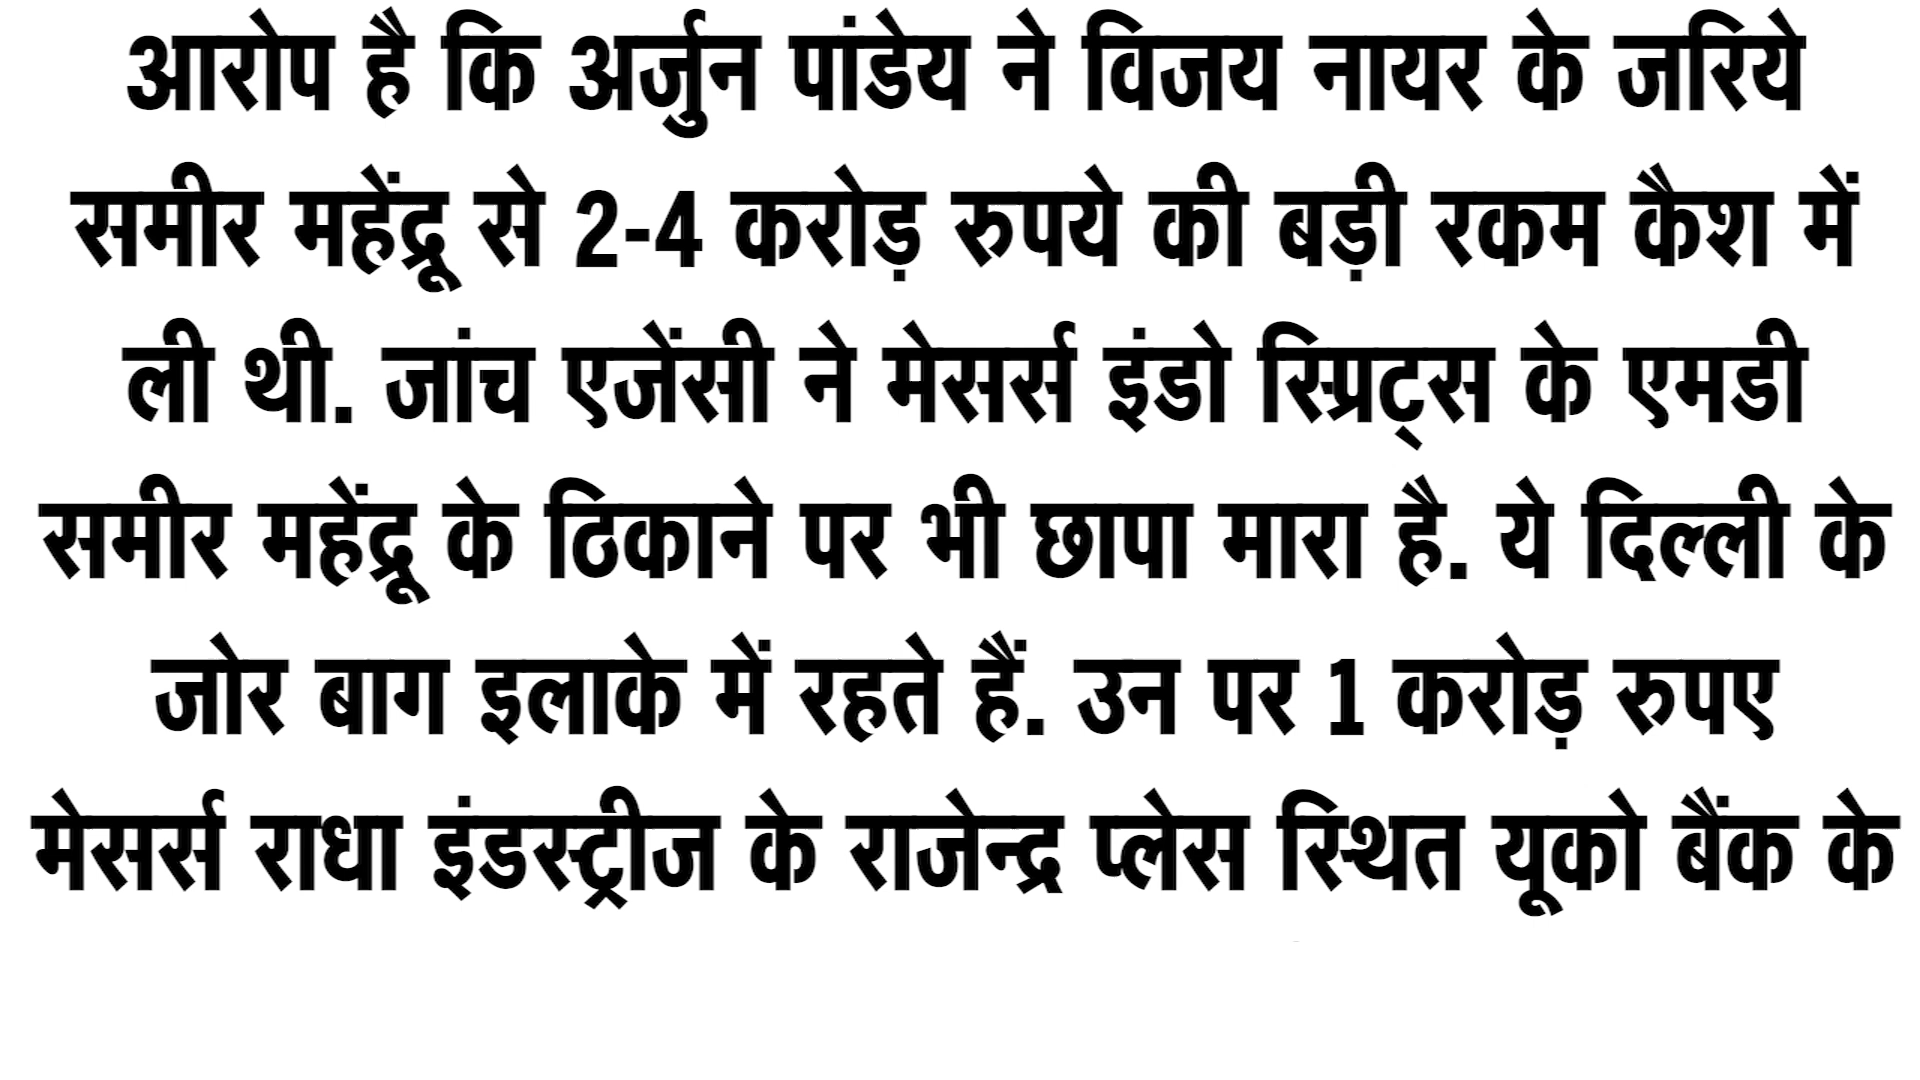 आरोप है कि अर्जुन पांडेय ने विजय नायर के जरिये
समीर महेंद्रू से 2-4 करोड़ रुपये की बड़ी रकम कैश में
ली थी. जांच एजेंसी ने मेसर्स इंडो स्प्रिट्स के एमडी
समीर महेंद्रू के ठिकाने पर भी छापा मारा है. ये दिल्ली के
जोर बाग इलाके में रहते हैं. उन पर 1 करोड़ रुपए
मेसर्स राधा इंडस्ट्रीज के राजेन्द्र प्लेस स्थित यूको बैंक के